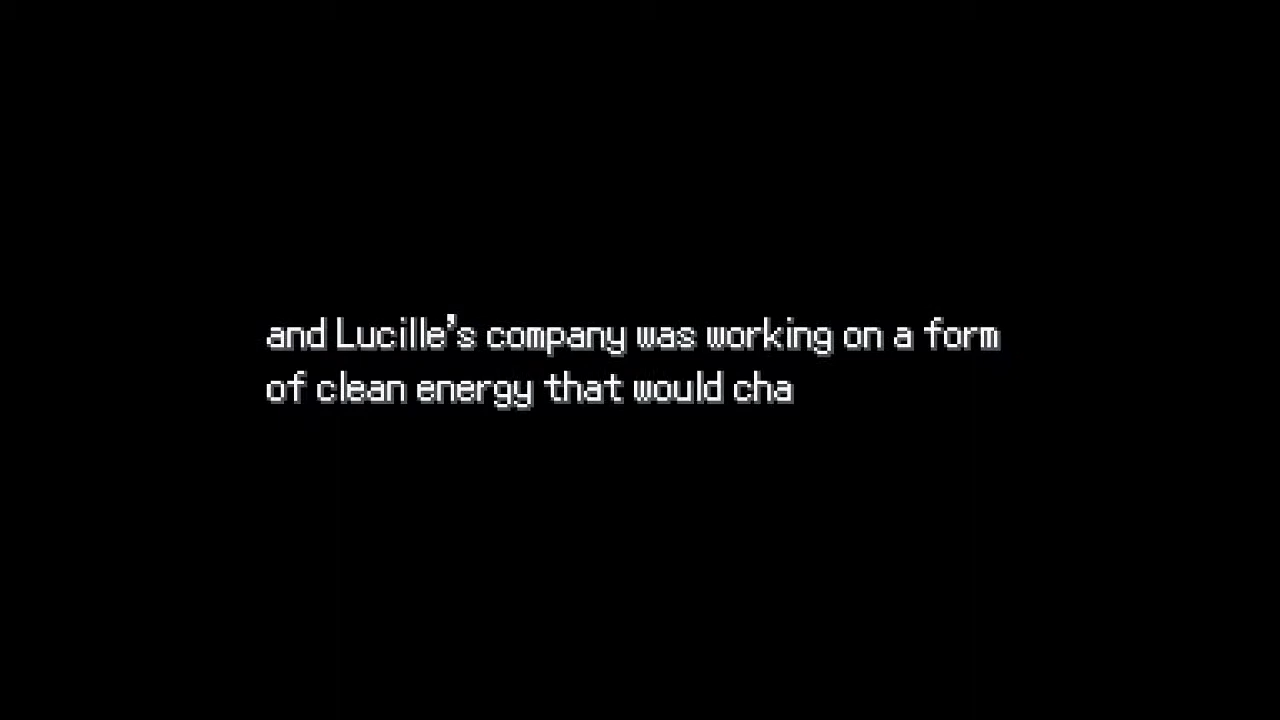 and Lucille's company was working on a form
of clean energy that would cha